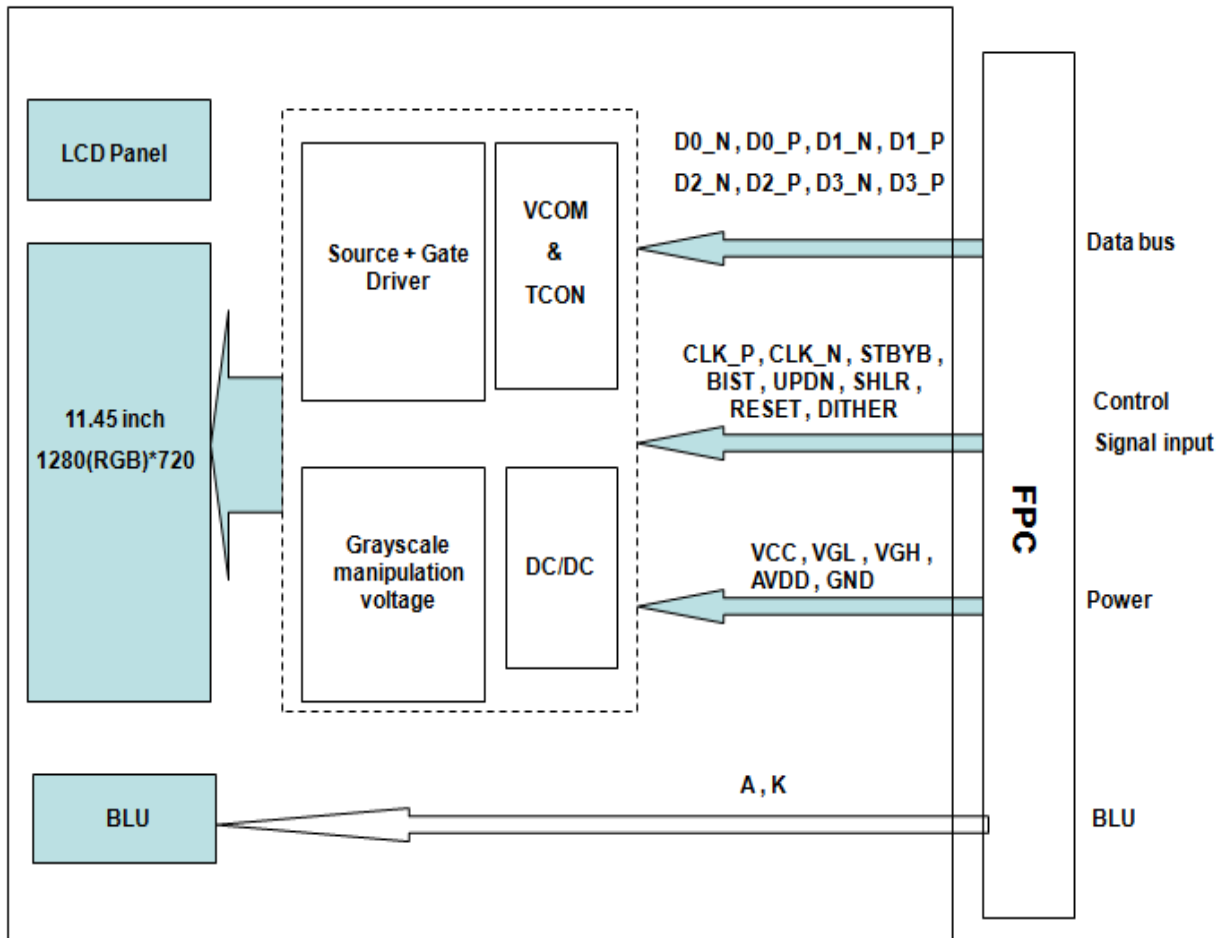 LCD Panel
11.45 inch
1280(RGB)*720
BLU
Source + Gate
Driver
VCOM
&
TCON
Grayscale
manipulation
voltage
DC/DC
D0_N , D0_P , D1_N , D1_P
D2_N , D2_P , D3_N , D3_P
CLK_P , CLK_N , STBYB ,
BIST , UPDN , SHLR ,
RESET , DITHER
VCC , VGL , VGH ,
AVDD , GND
A , K
FPC
Data bus
Control
Signal input
Power
BLU